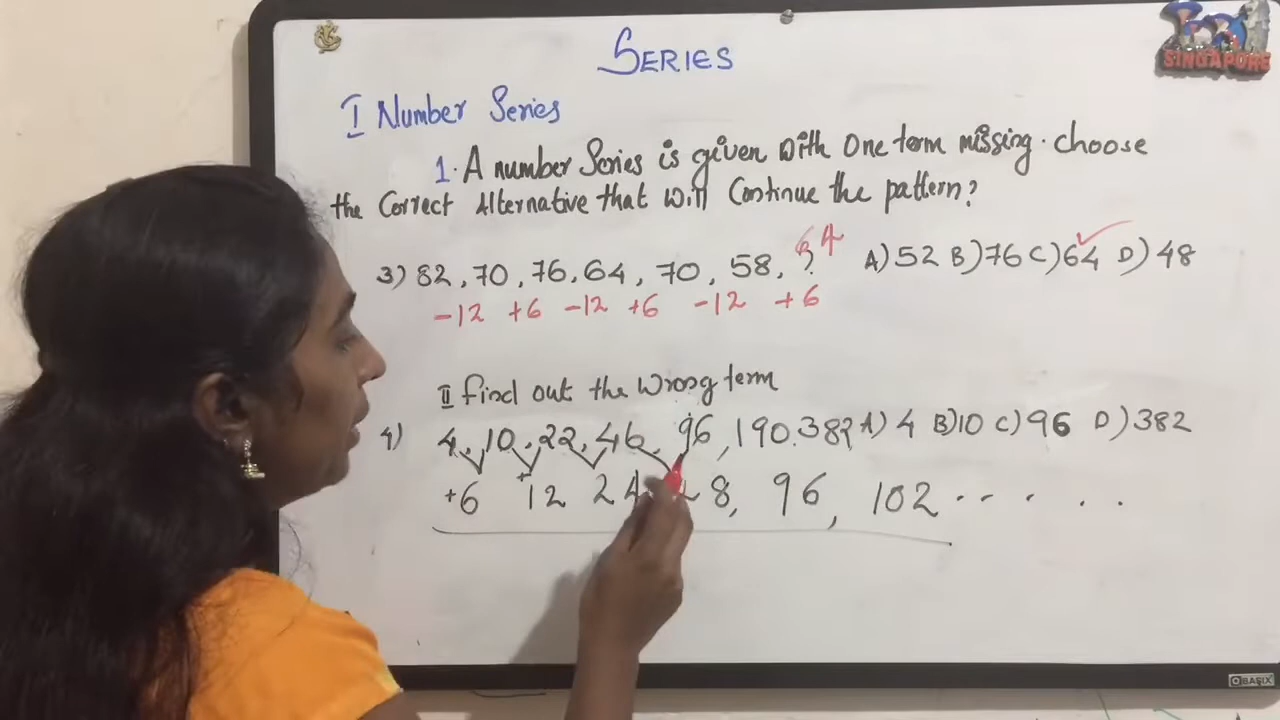 SERIES
SINGAPORE
I Number Series
1. A number Series is given with One term missing. choose
the Correct Alternative that will Continue the pattern?
3) 82, 70, 76, 64, 70, 58, ? 64 A) 52 B) 76 C) 64 D) 48
-12 +6 -12 +6 -12 +6
II find out the wrong term
4) 4, 10, 22, 46, 96, 190. 382 A) 4 B) 10 C) 96 D) 382
+6 +12 24 8, 96, 102 . . . . .
OBASIX